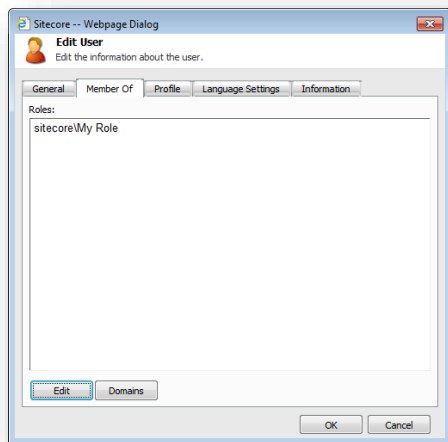 Sitecore -- Webpage Dialog
Edit User
Edit the information about the user.
General Member Of Profile Language Settings Information
Roles:
sitecore\My Role
Edit Domains
OK Cancel